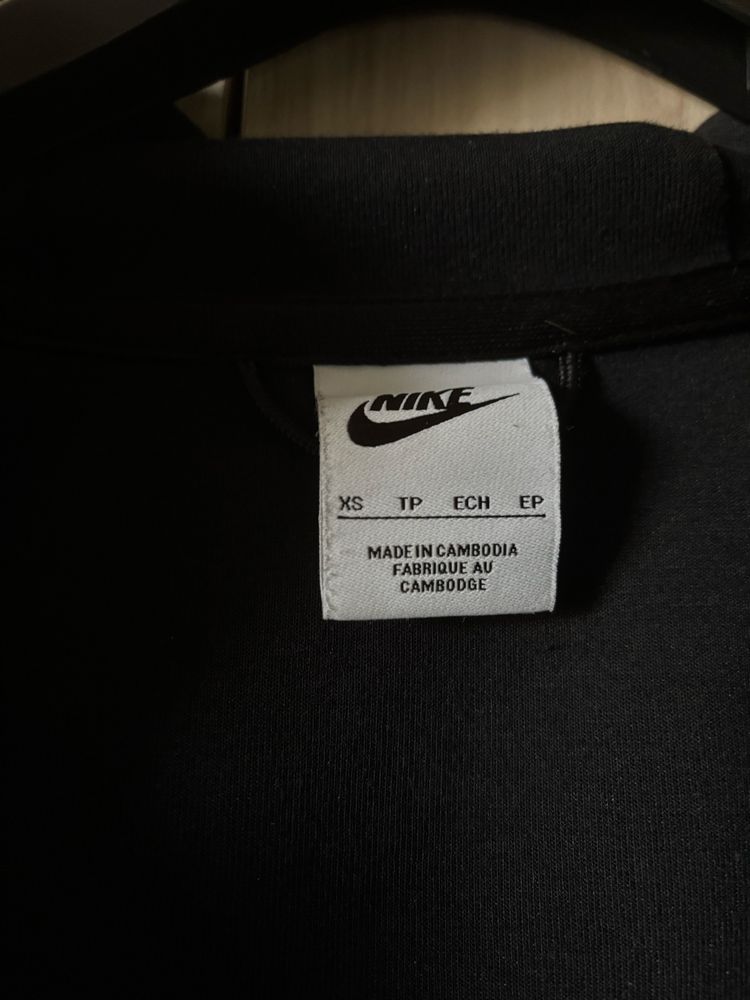 NIKE
XS TP ECH EP
MADE IN CAMBODIA
FABRIQUE AU
CAMBODGE